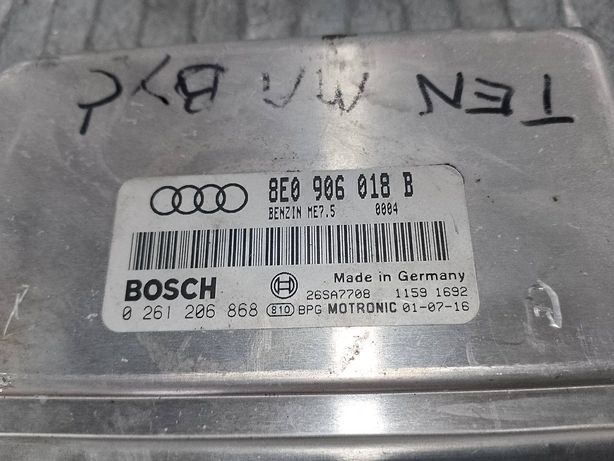 TEN MA BYĆ
8E0 906 018 B
BENZIN ME7.5 0004
Made in Germany
BOSCH 26SA7708 1159 1692
0 261 206 868 810 BPG MOTRONIC 01-07-16